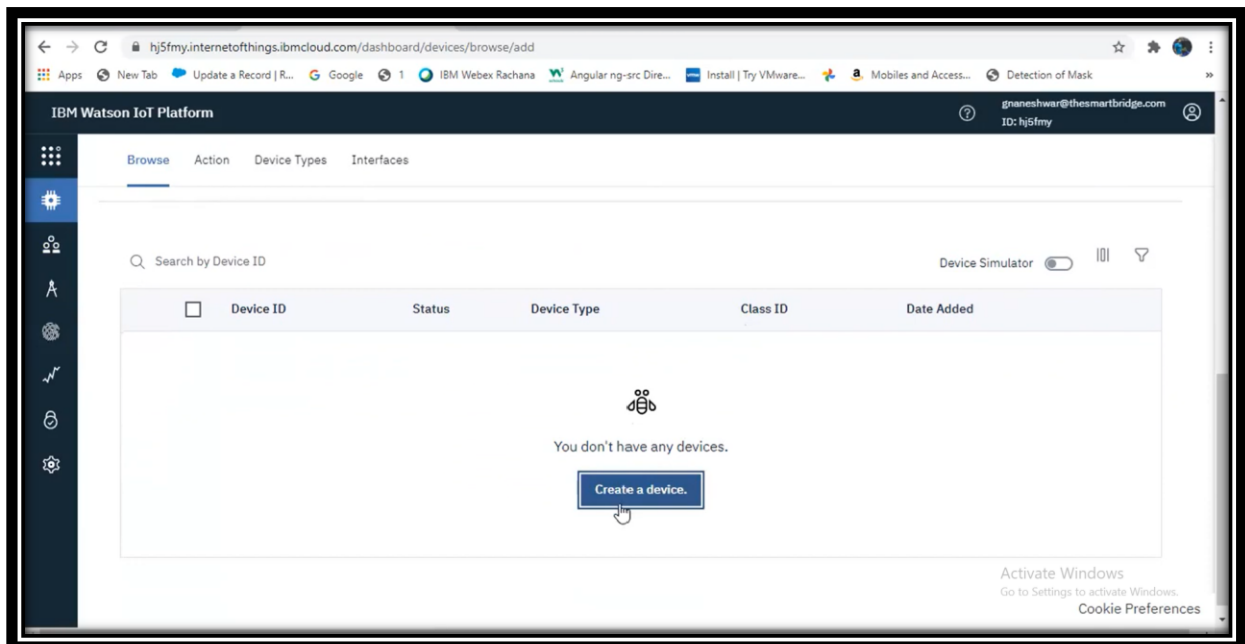 hj5fmy.internetofthings.ibmcloud.com/dashboard/devices/browse/add
Apps New Tab Update a Record | R... Google 1 IBM Webex Rachana Angular ng-src Dire... Install | Try VMware... Mobiles and Access... Detection of Mask »
IBM Watson IoT Platform
gnaneshwar@thesmartbridge.com
ID: hj5fmy
Browse Action Device Types Interfaces
Search by Device ID
Device Simulator
Device ID Status Device Type Class ID Date Added
You don't have any devices.
Create a device.
Activate Windows
Go to Settings to activate Windows.
Cookie Preferences